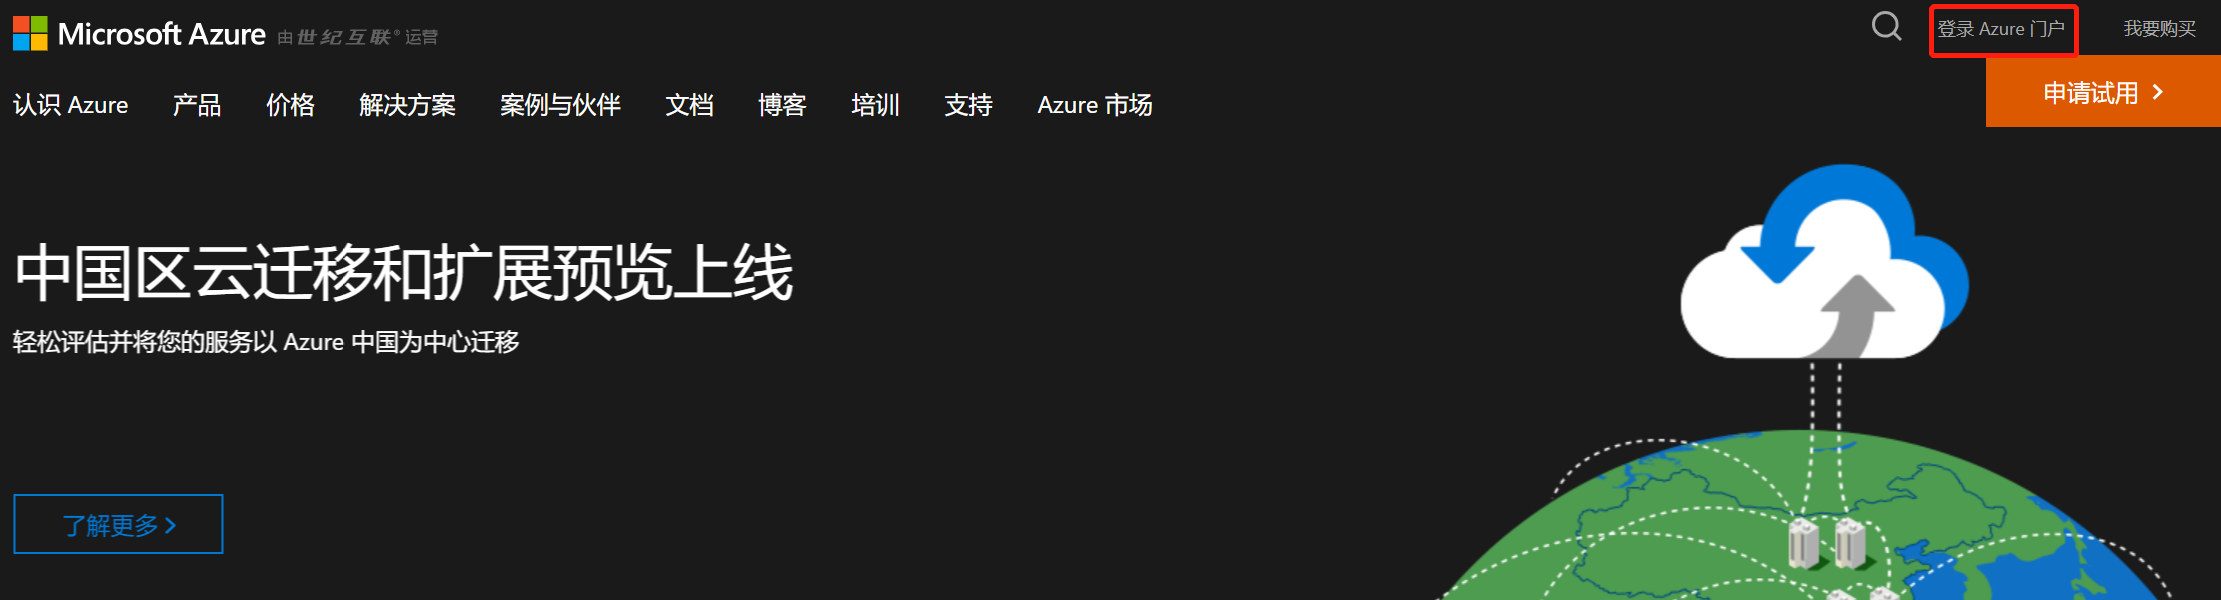 Microsoft Azure 由世纪互联®运营
登录 Azure 门户 我要购买
认识 Azure 产品 价格 解决方案 案例与伙伴 文档 博客 培训 支持 Azure 市场
申请试用
中国区云迁移和扩展预览上线
轻松评估并将您的服务以 Azure 中国为中心迁移
了解更多